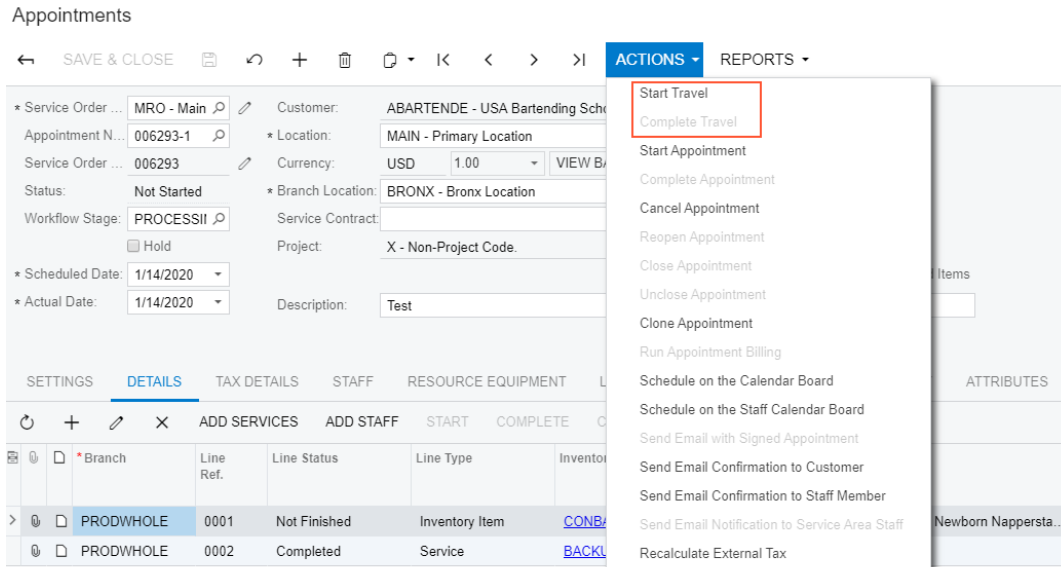 Appointments
SAVE & CLOSE ACTIONS REPORTS
* Service Order ... MRO - Main Customer: ABARTENDE - USA Bartending Scho
Start Travel
Complete Travel
Appointment N... 006293-1 * Location: MAIN - Primary Location
Start Appointment
Service Order ... 006293 Currency: USD 1.00 VIEW BA
Complete Appointment
Status: Not Started * Branch Location: BRONX - Bronx Location
Cancel Appointment
Workflow Stage: PROCESSIN Service Contract:
Reopen Appointment
Hold Project: X - Non-Project Code.
Close Appointment
* Scheduled Date: 1/14/2020 Items
Unclose Appointment
* Actual Date: 1/14/2020 Description: Test
Clone Appointment
Run Appointment Billing
SETTINGS DETAILS TAX DETAILS STAFF RESOURCE EQUIPMENT L ATTRIBUTES
Schedule on the Calendar Board
Schedule on the Staff Calendar Board
ADD SERVICES ADD STAFF START COMPLETE C
Send Email with Signed Appointment
* Branch Line Ref. Line Status Line Type Inventor
Send Email Confirmation to Customer
Send Email Confirmation to Staff Member
PRODWHOLE 0001 Not Finished Inventory Item CONBA Newborn Nappersta...
Send Email Notification to Service Area Staff
PRODWHOLE 0002 Completed Service BACKU
Recalculate External Tax